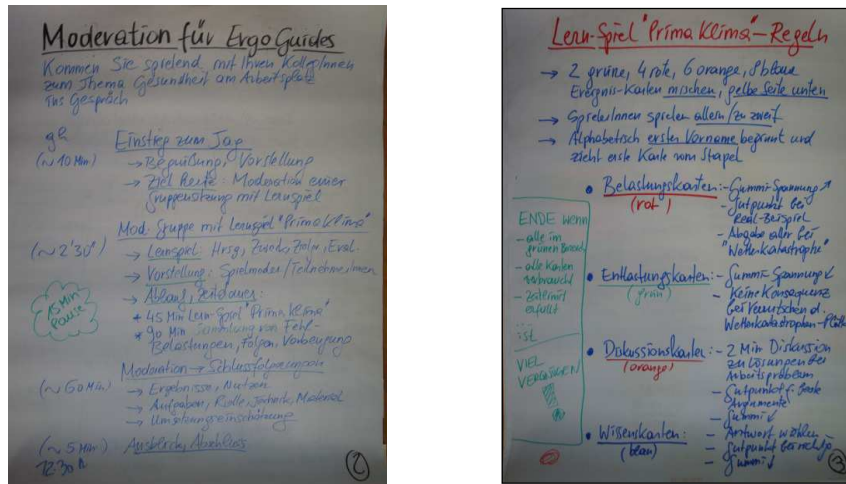 Moderation für ErgoGuides
Kommen Sie spielend mit Ihren KollegInnen
zum Thema Gesundheit am Arbeitsplatz
ins Gespräch
9h
Einstieg zum Tag
(~10 Min)
→ Begrüßung, Vorstellung
→ Ziel heute: Moderation einer
Gruppensitzung mit Lernspiel
Mod. Gruppe mit Lernspiel "Prima Klima"
(~2'30")
→ Lernspiel: Hrsg, Zweck, Ziele, Eval.
→ Vorstellung: Spielmoder/TeilnehmerInnen
→ Ablauf, Zeitdauer:
* 45 Min Lern-Spiel "Prima Klima"
* 90 Min Sammlung von Fehl-
Belastungen, Folgen, Vorbeugung
15 Min
Pause
Moderation → Schlussfolgerungen
(~60 Min)
→ Ergebnisse, Nutzen
→ Aufgaben, Rolle, Technik, Material
→ Umsetzungseinschätzung
(~5 Min)
Ausblick, Abschluss
12.30 h
2
Lern-Spiel "Prima Klima"-Regeln
→ 2 grüne, 4 rote, 6 orange, 8 blaue
Ereignis-Karten mischen, gelbe Seite unten
→ SpielerInnen spielen allein/zu zweit
→ Alphabetisch erster Vorname beginnt und
zieht erste Karte vom Stapel
• Belastungskarten:
(rot)
- Gummi-Spannung ↗
- Gutpunkt bei
Real-Beispiel
- Abgabe aller bei
"Wetterkatastrophe"
• Entlastungskarten:
(grün)
- Gummi-Spannung ↙
- Keine Konsequenz
bei
Wetterkatastrophen-
• Diskussionskarten:
(orange)
- 2 Min Diskussion
zu Lösungen bei
Arbeitsproblem
- Gutpunkt f. beste
Argumente
- Gummi ↙
• Wissenskarten:
(blau)
- Antwort wählen
- Gutpunkt bei
- Gummi ↓
ENDE wenn
- alle im
grünen Bereich
- alle Karten
verbraucht
- Zeitlimit
erfüllt
...ist
VIEL
VERGNÜGEN
!
3